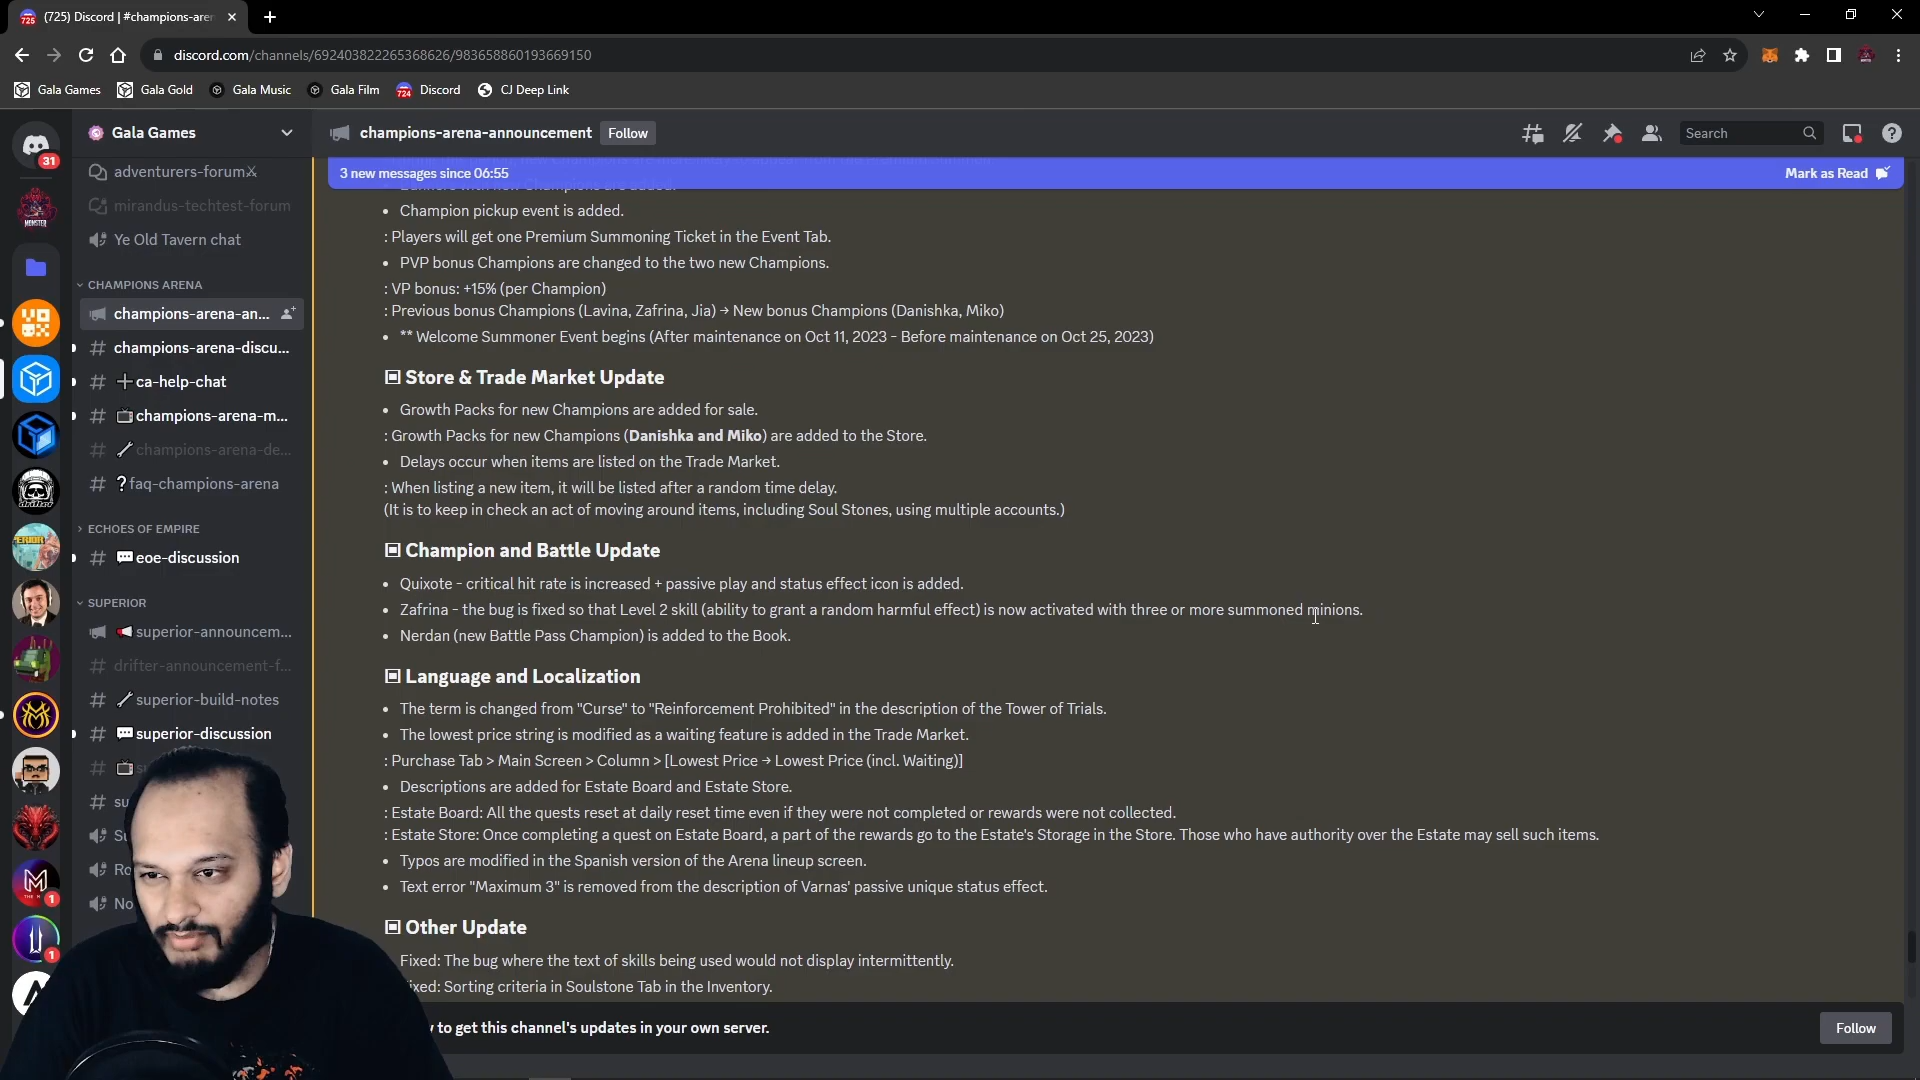 (725) Discord | #champions-aren
discord.com/channels/692403822265368626/983658860193669150
Gala Games
Gala Gold
Gala Music
Gala Film
Discord
CJ Deep Link
31
Gala Games
champions-arena-announcement
Follow
Search
3 new messages since 06:55
Mark as Read
adventurers-forum
mirandus-techtest-forum
Ye Old Tavern chat
CHAMPIONS ARENA
champions-arena-an...
champions-arena-discu...
ca-help-chat
champions-arena-m...
champions-arena-de...
faq-champions-arena
ECHOES OF EMPIRE
eoe-discussion
SUPERIOR
superior-announcem...
drifter-announcement-f...
superior-build-notes
superior-discussion
su
Su
Ro
No
• Champion pickup event is added.
: Players will get one Premium Summoning Ticket in the Event Tab.
• PVP bonus Champions are changed to the two new Champions.
: VP bonus: +15% (per Champion)
: Previous bonus Champions (Lavina, Zafrina, Jia) → New bonus Champions (Danishka, Miko)
• ** Welcome Summoner Event begins (After maintenance on Oct 11, 2023 - Before maintenance on Oct 25, 2023)
Store & Trade Market Update
• Growth Packs for new Champions are added for sale.
: Growth Packs for new Champions (Danishka and Miko) are added to the Store.
• Delays occur when items are listed on the Trade Market.
: When listing a new item, it will be listed after a random time delay.
(It is to keep in check an act of moving around items, including Soul Stones, using multiple accounts.)
Champion and Battle Update
• Quixote - critical hit rate is increased + passive play and status effect icon is added.
• Zafrina - the bug is fixed so that Level 2 skill (ability to grant a random harmful effect) is now activated with three or more summoned minions.
• Nerdan (new Battle Pass Champion) is added to the Book.
Language and Localization
• The term is changed from "Curse" to "Reinforcement Prohibited" in the description of the Tower of Trials.
• The lowest price string is modified as a waiting feature is added in the Trade Market.
: Purchase Tab > Main Screen > Column > [Lowest Price → Lowest Price (incl. Waiting)]
• Descriptions are added for Estate Board and Estate Store.
: Estate Board: All the quests reset at daily reset time even if they were not completed or rewards were not collected.
: Estate Store: Once completing a quest on Estate Board, a part of the rewards go to the Estate's Storage in the Store. Those who have authority over the Estate may sell such items.
• Typos are modified in the Spanish version of the Arena lineup screen.
• Text error "Maximum 3" is removed from the description of Varnas' passive unique status effect.
Other Update
Fixed: The bug where the text of skills being used would not display intermittently.
ixed: Sorting criteria in Soulstone Tab in the Inventory.
to get this channel's updates in your own server.
Follow